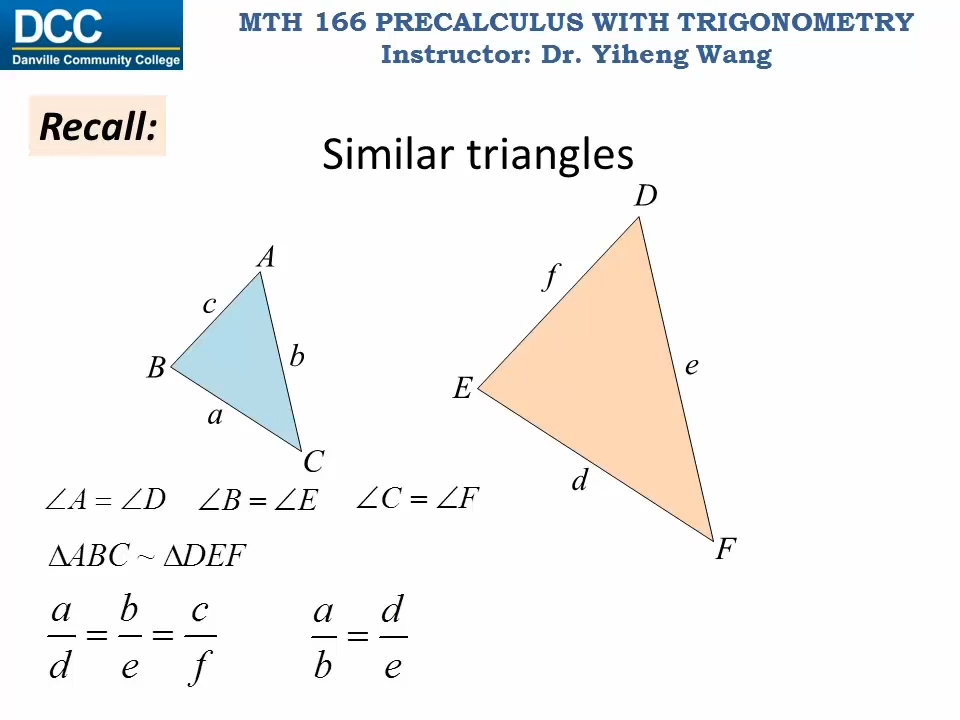 DCC
Danville Community College
MTH 166 PRECALCULUS WITH TRIGONOMETRY
Instructor: Dr. Yiheng Wang
Recall:
Similar triangles
D
A
f
c
B
b
e
E
a
d
C
F
∠A = ∠D ∠B = ∠E ∠C = ∠F
ΔABC ~ ΔDEF
a/d = b/e = c/f a/b = d/e